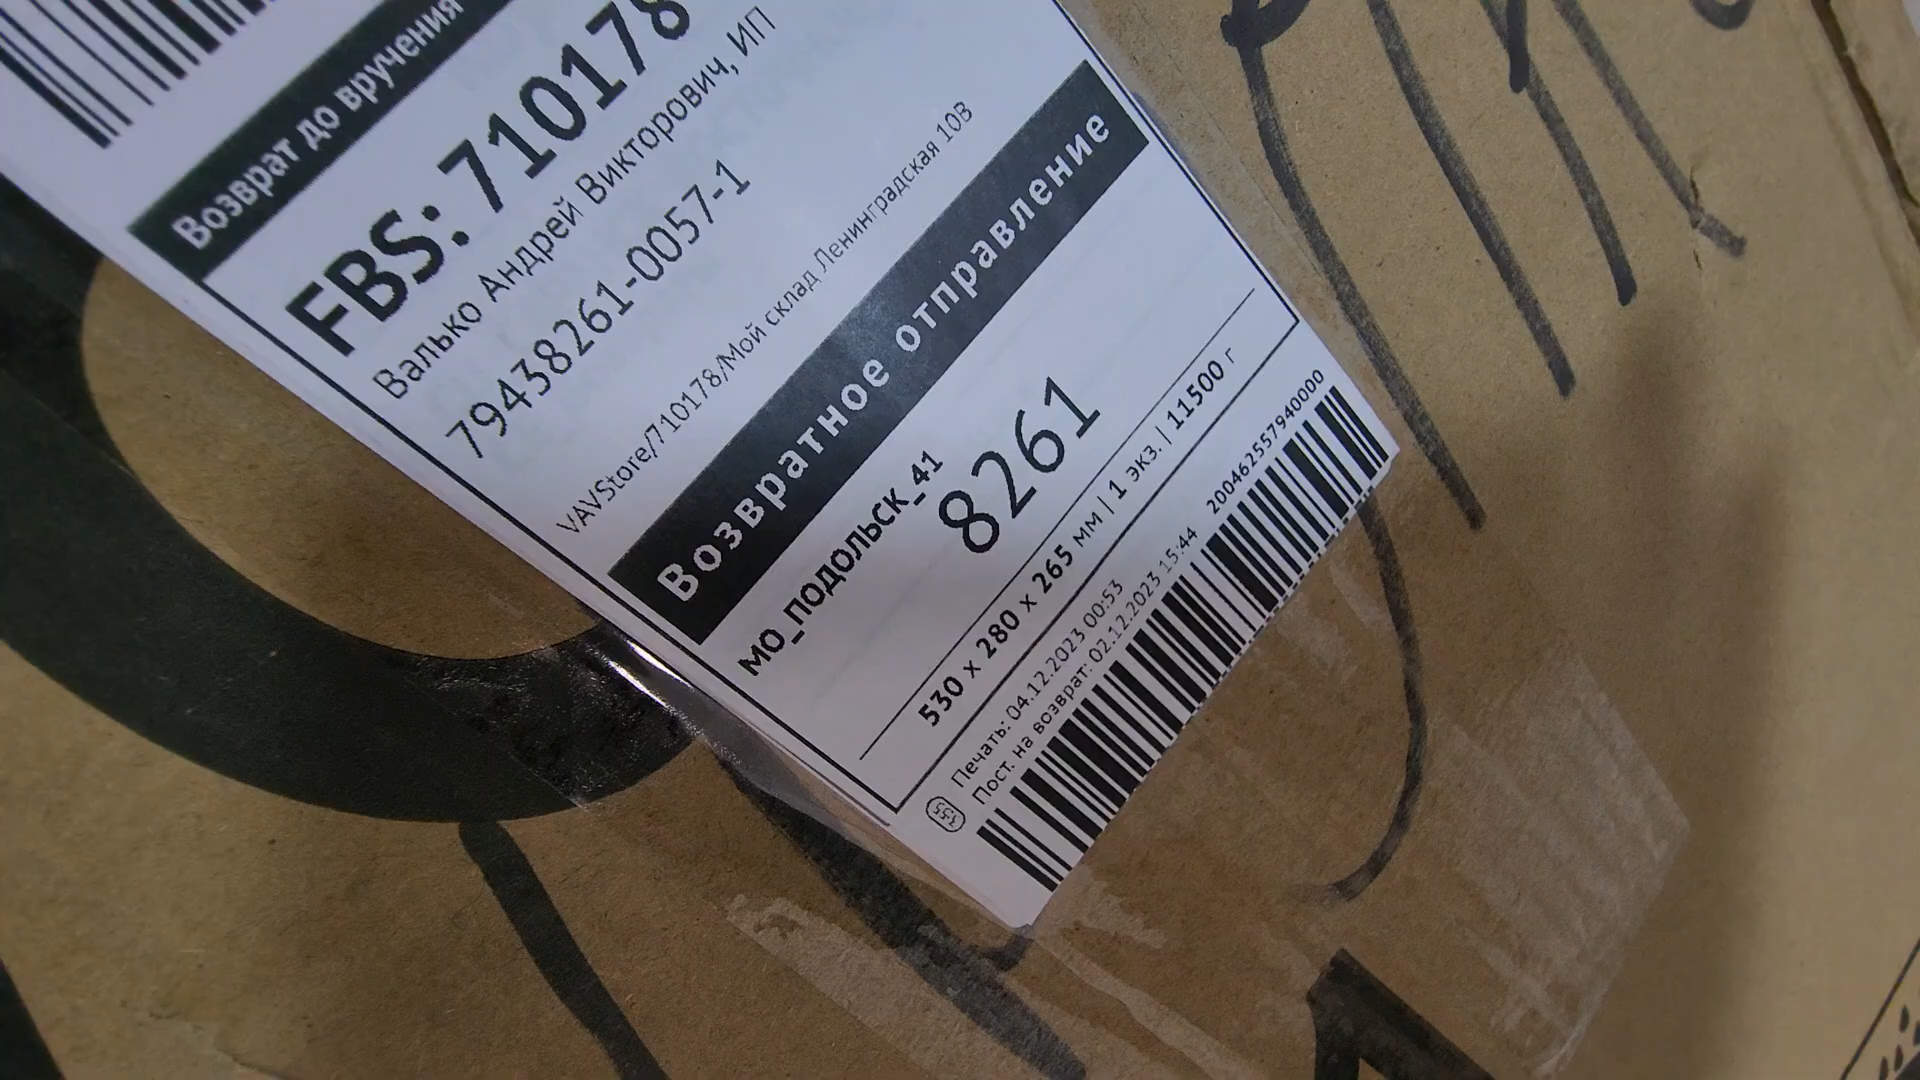 Возврат до вручения
FBS: 710178
Валько Андрей Викторович, ИП
79438261-0057-1
VAVStore/710178/Мой склад Ленинградская 10В
Возвратное отправление
МО_ПОДОЛЬСК_41
8261
530 x 280 x 265 мм | 1 экз. | 11500 г
Печать: 04.12.2023 00:53
Пост. на возврат: 02.12.2023 15:44
200462557940000